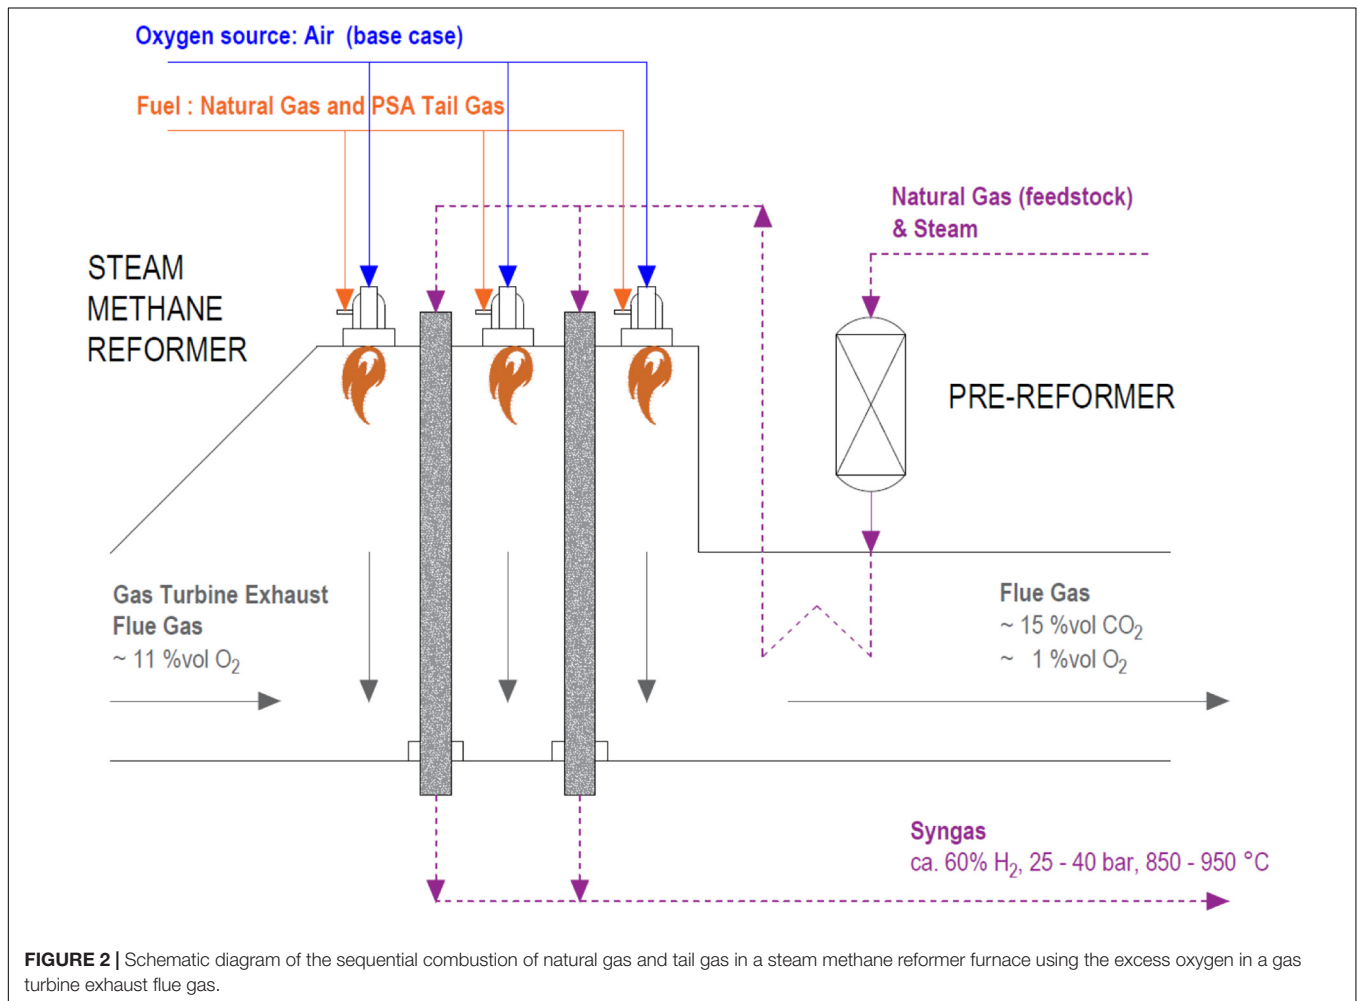 Oxygen source: Air (base case)
Fuel : Natural Gas and PSA Tail Gas
Natural Gas (feedstock)
& Steam
STEAM
METHANE
REFORMER
PRE-REFORMER
Gas Turbine Exhaust
Flue Gas
~ 11 %vol O₂
Flue Gas
~ 15 %vol CO₂
~ 1 %vol O₂
Syngas
ca. 60% H₂, 25 - 40 bar, 850 - 950 °C
FIGURE 2 | Schematic diagram of the sequential combustion of natural gas and tail gas in a steam methane reformer furnace using the excess oxygen in a gas
turbine exhaust flue gas.